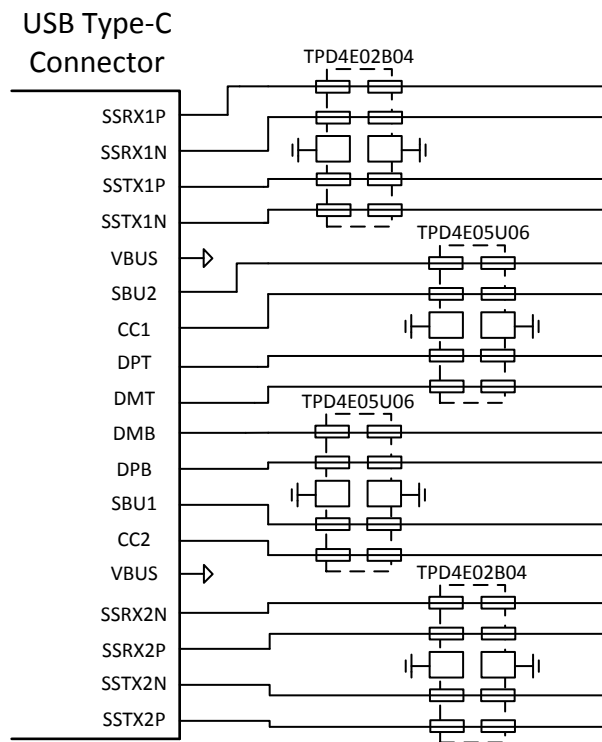 USB Type-C
Connector
TPD4E02B04
SSRX1P
SSRX1N
SSTX1P
SSTX1N
TPD4E05U06
VBUS
SBU2
CC1
DPT
DMT
TPD4E05U06
DMB
DPB
SBU1
CC2
VBUS
TPD4E02B04
SSRX2N
SSRX2P
SSTX2N
SSTX2P